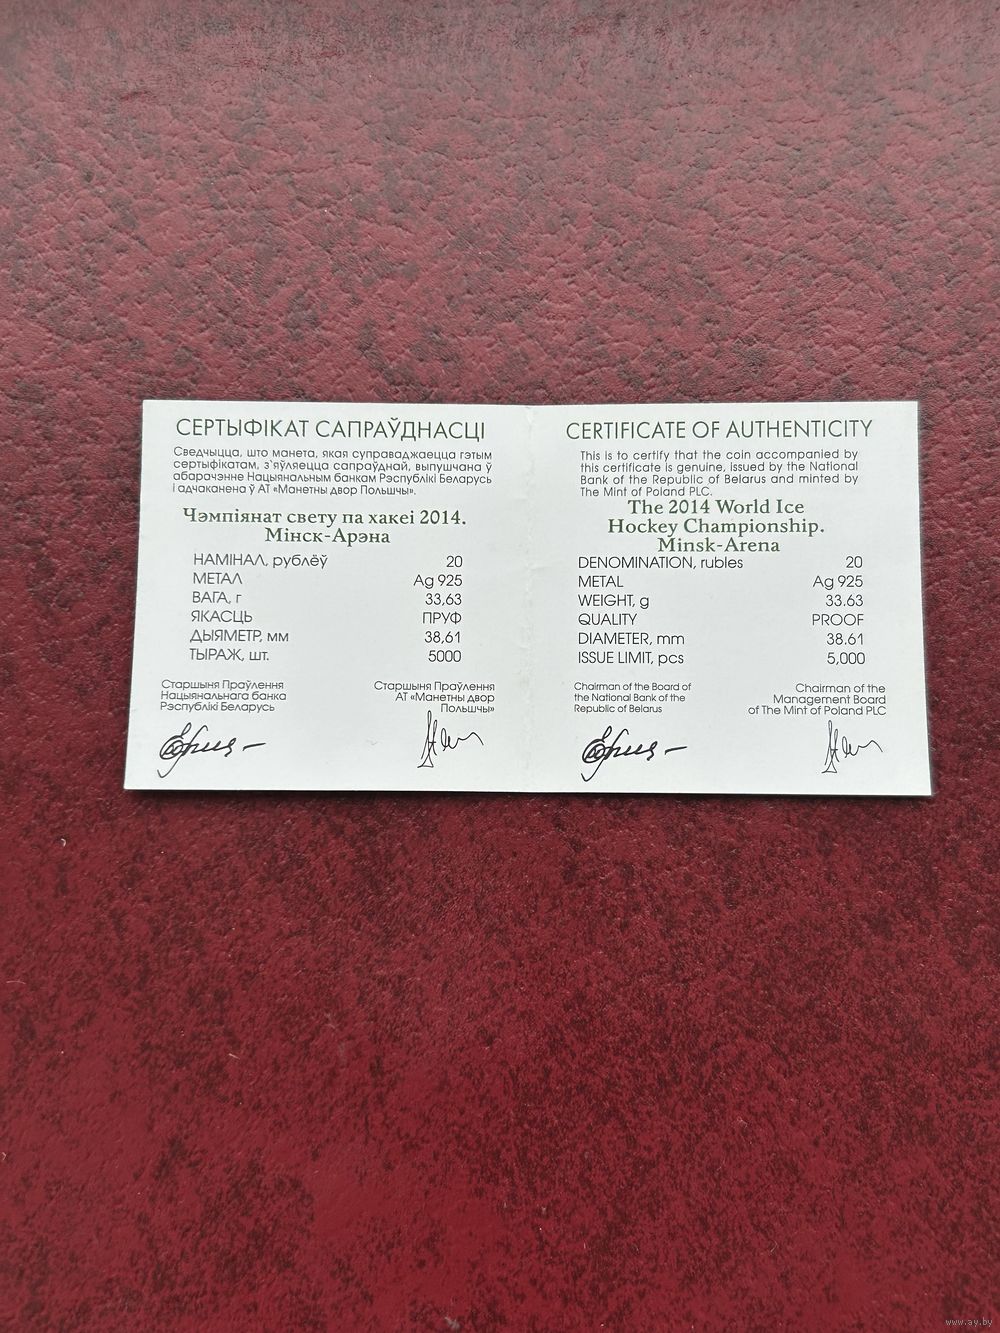 СЕРТЫФІКАТ САПРАЎДНАСЦІ
Сведчыцца, што манета, якая суправаджаецца гэтым
сертыфікатам, з'яўляецца сапраўднай, выпушчана ў
абарачэнне Нацыянальным банкам Рэспублікі Беларусь
і адчаканена ў АТ «Манетны двор Польшчы».
Чэмпіянат свету па хакеі 2014.
Мінск-Арэна
НАМІНАЛ, рублёў 20
МЕТАЛ Ag 925
ВАГА, г 33,63
ЯКАСЦЬ ПРУФ
ДЫЯМЕТР, мм 38,61
ТЫРАЖ, шт. 5000
Старшыня Праўлення
Нацыянальнага банка
Рэспублікі Беларусь
Старшыня Праўлення
АТ «Манетны двор
Польшчы»
CERTIFICATE OF AUTHENTICITY
This is to certify that the coin accompanied by
this certificate is genuine, issued by the National
Bank of the Republic of Belarus and minted by
The Mint of Poland PLC.
The 2014 World Ice
Hockey Championship.
Minsk-Arena
DENOMINATION, rubles 20
METAL Ag 925
WEIGHT, g 33.63
QUALITY PROOF
DIAMETER, mm 38.61
ISSUE LIMIT, pcs 5,000
Chairman of the Board of
the National Bank of the
Republic of Belarus
Chairman of the
Management Board
of The Mint of Poland PLC
www.ay.by